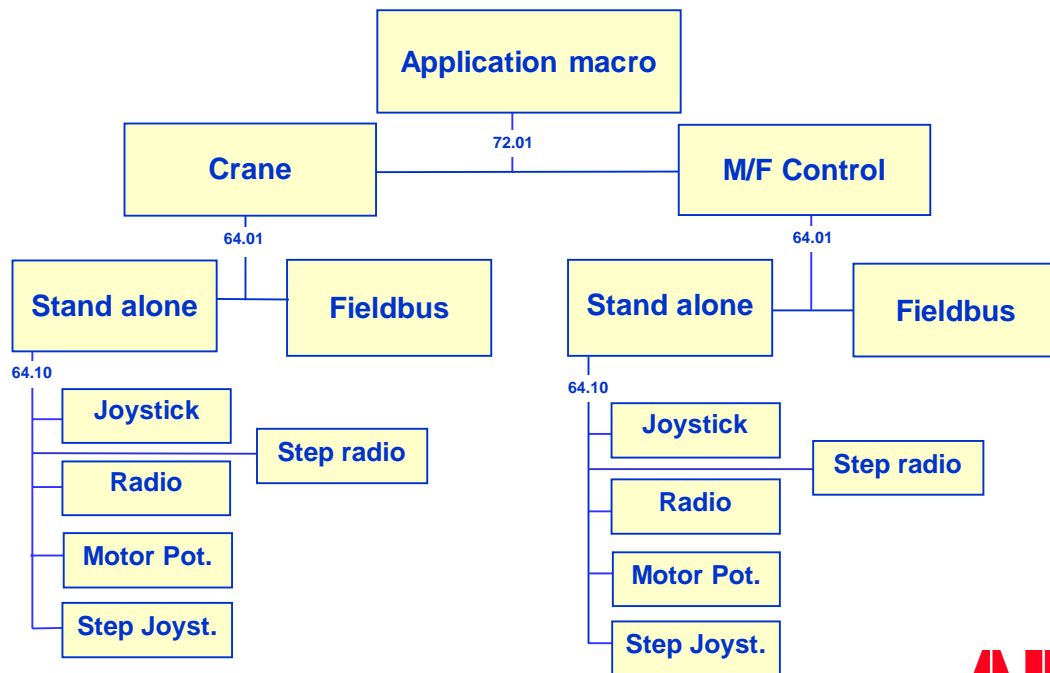 Application macro
72.01
Crane
M/F Control
64.01
64.01
Stand alone
Fieldbus
Stand alone
Fieldbus
64.10
64.10
Joystick
Step radio
Radio
Motor Pot.
Step Joyst.
Joystick
Step radio
Radio
Motor Pot.
Step Joyst.